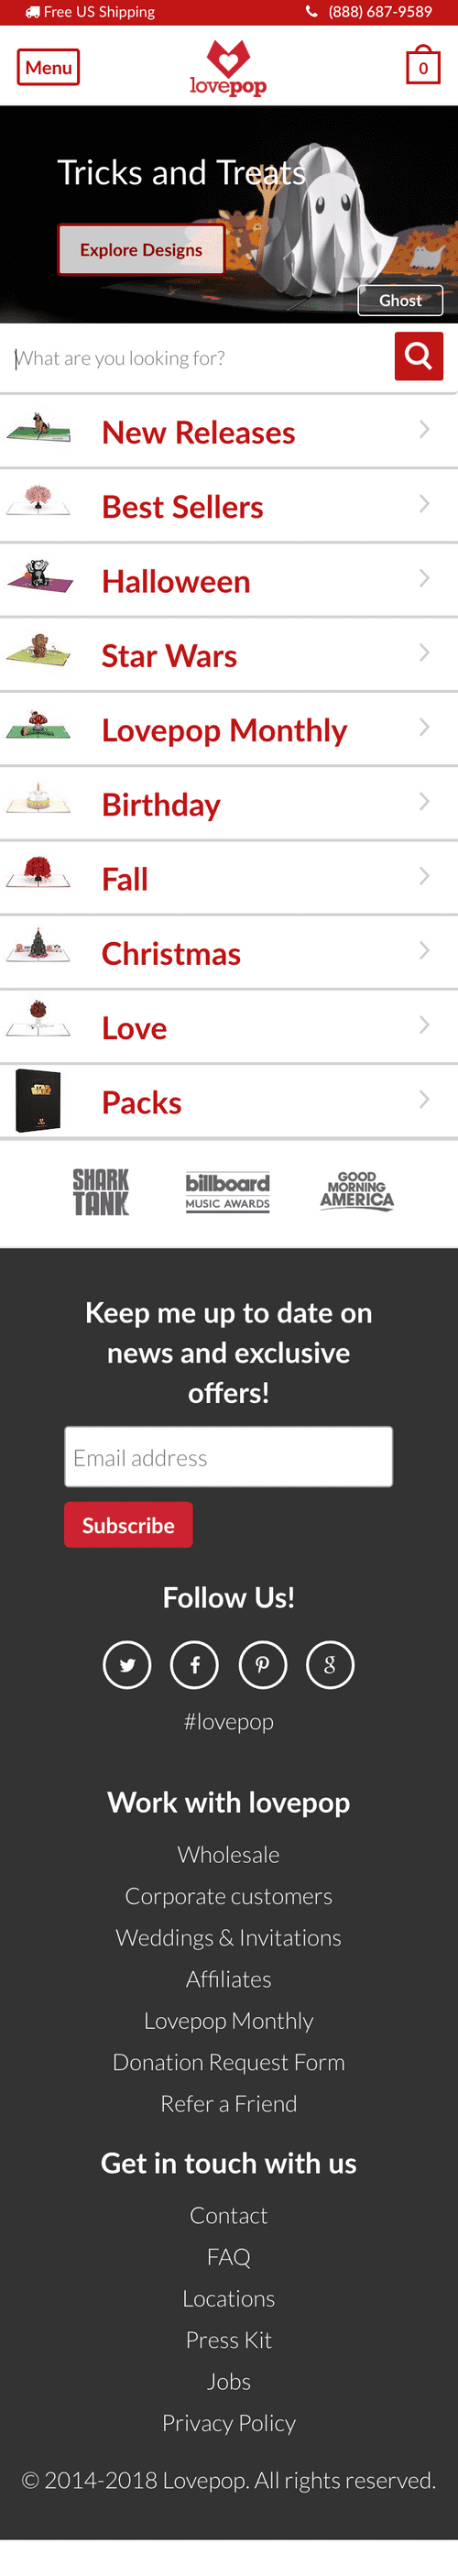 Free US Shipping
(888) 687-9589
Menu
lovepop
0
Tricks and Treats
Explore Designs
Ghost
What are you looking for?
New Releases
Best Sellers
Halloween
Star Wars
Lovepop Monthly
Birthday
Fall
Christmas
Love
STAR
WARS
Packs
SHARK
TANK
billboard
MUSIC AWARDS
GOOD
MORNING
AMERICA
Keep me up to date on
news and exclusive
offers!
Email address
Subscribe
Follow Us!
#lovepop
Work with lovepop
Wholesale
Corporate customers
Weddings & Invitations
Affiliates
Lovepop Monthly
Donation Request Form
Refer a Friend
Get in touch with us
Contact
FAQ
Locations
Press Kit
Jobs
Privacy Policy
© 2014-2018 Lovepop. All rights reserved.